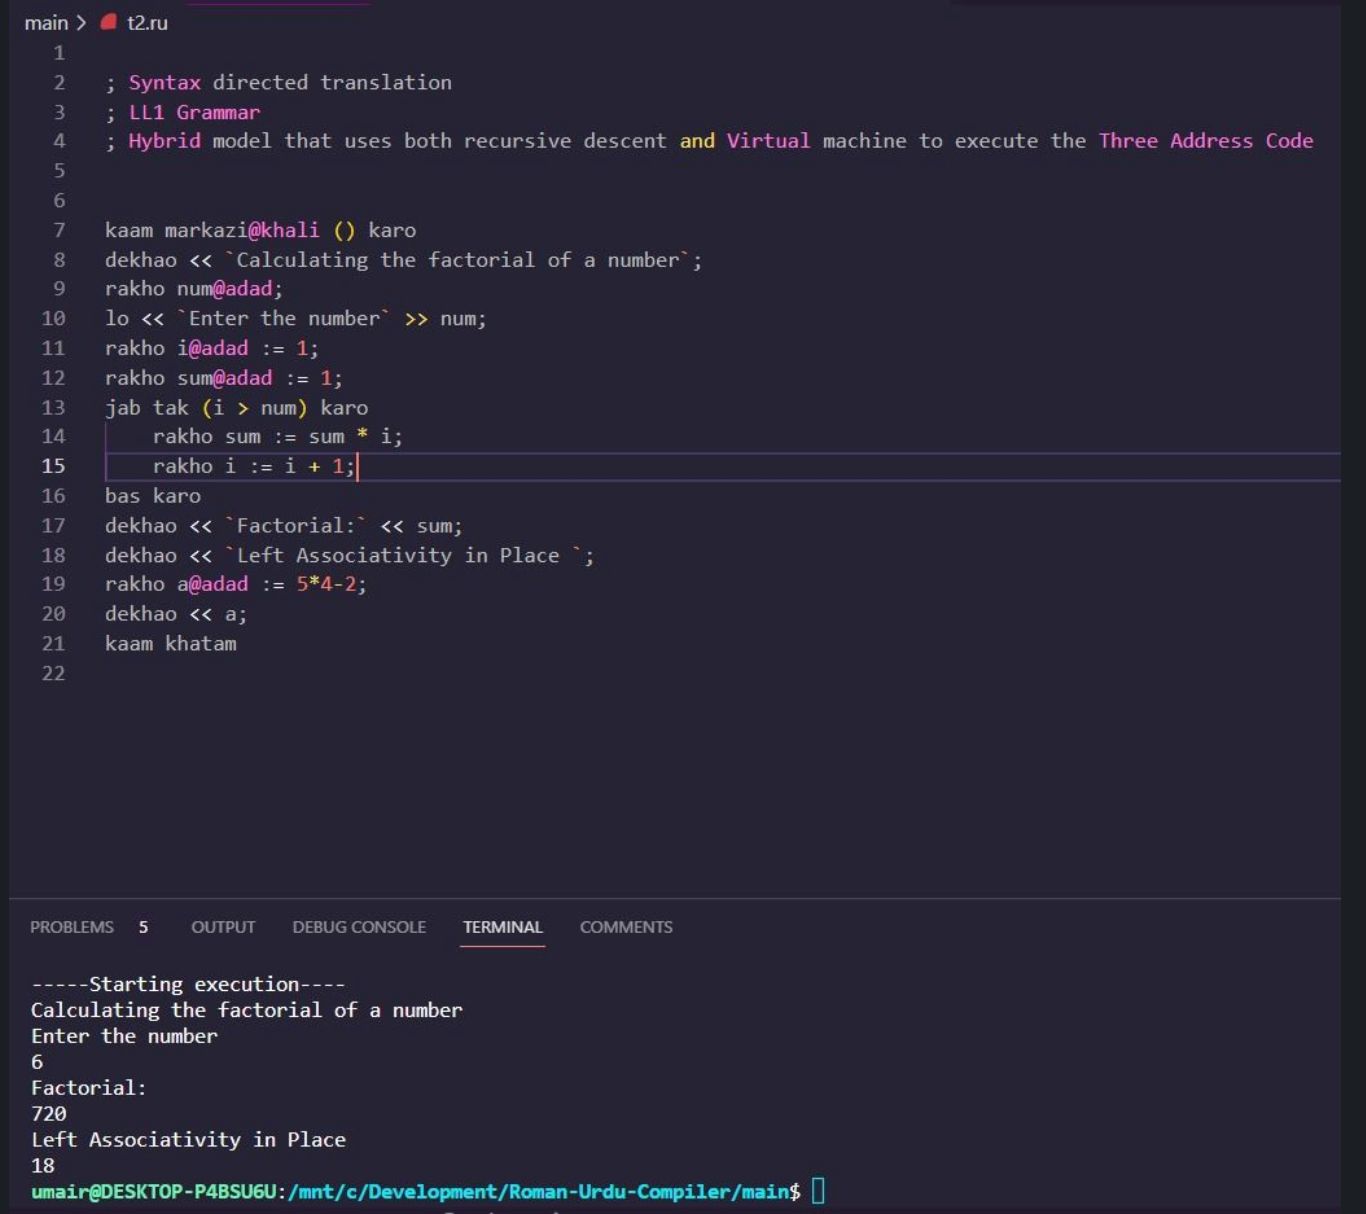 main > t2.ru
1
2 ; Syntax directed translation
3 ; LL1 Grammar
4 ; Hybrid model that uses both recursive descent and Virtual machine to execute the Three Address Code
5
6
7 kaam markazi@khali () karo
8 dekhao << `Calculating the factorial of a number`;
9 rakho num@adad;
10 lo << `Enter the number` >> num;
11 rakho i@adad := 1;
12 rakho sum@adad := 1;
13 jab tak (i > num) karo
14     rakho sum := sum * i;
15     rakho i := i + 1;
16 bas karo
17 dekhao << `Factorial:` << sum;
18 dekhao << `Left Associativity in Place `;
19 rakho a@adad := 5*4-2;
20 dekhao << a;
21 kaam khatam
22
PROBLEMS 5 OUTPUT DEBUG CONSOLE TERMINAL COMMENTS
-----Starting execution----
Calculating the factorial of a number
Enter the number
6
Factorial:
720
Left Associativity in Place
18
umair@DESKTOP-P4BSU6U:/mnt/c/Development/Roman-Urdu-Compiler/main$